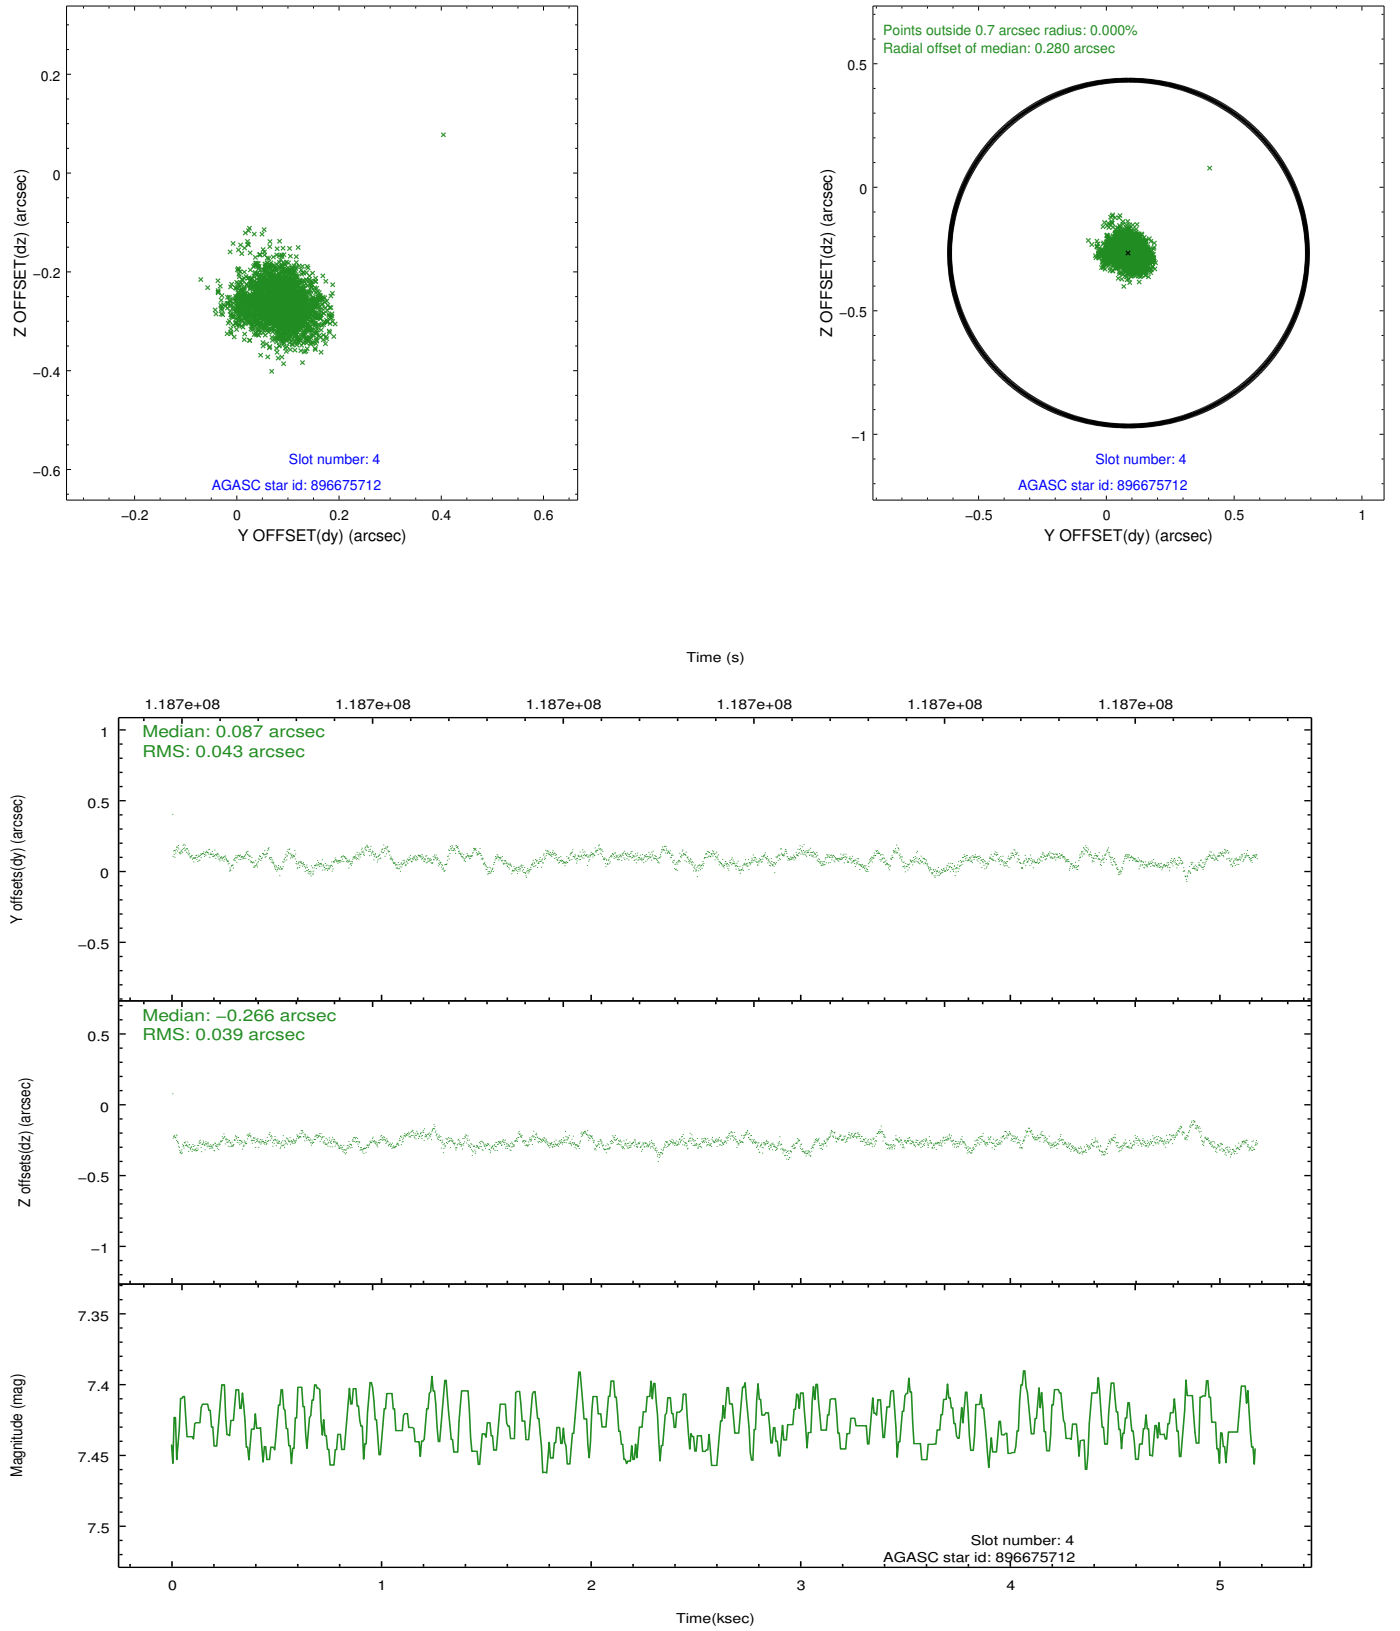 0.2
0
−0.2
−0.4
−0.6
−0.2
0
0.2
0.4
0.6
Z OFFSET(dz) (arcsec)
Y OFFSET(dy) (arcsec)
Slot number: 4
AGASC star id: 896675712
Points outside 0.7 arcsec radius: 0.000%
Radial offset of median: 0.280 arcsec
0.5
0
−0.5
−1
−0.5
0
0.5
1
Z OFFSET(dz) (arcsec)
Y OFFSET(dy) (arcsec)
Slot number: 4
AGASC star id: 896675712
Time (s)
1.187e+08 1.187e+08 1.187e+08 1.187e+08 1.187e+08 1.187e+08
Median: 0.087 arcsec
RMS: 0.043 arcsec
1
0.5
0
−0.5
Y offsets(dy) (arcsec)
Median: −0.266 arcsec
RMS: 0.039 arcsec
0.5
0
−0.5
−1
Z offsets(dz) (arcsec)
7.35
7.4
7.45
7.5
Magnitude (mag)
Slot number: 4
AGASC star id: 896675712
0 1 2 3 4 5
Time(ksec)